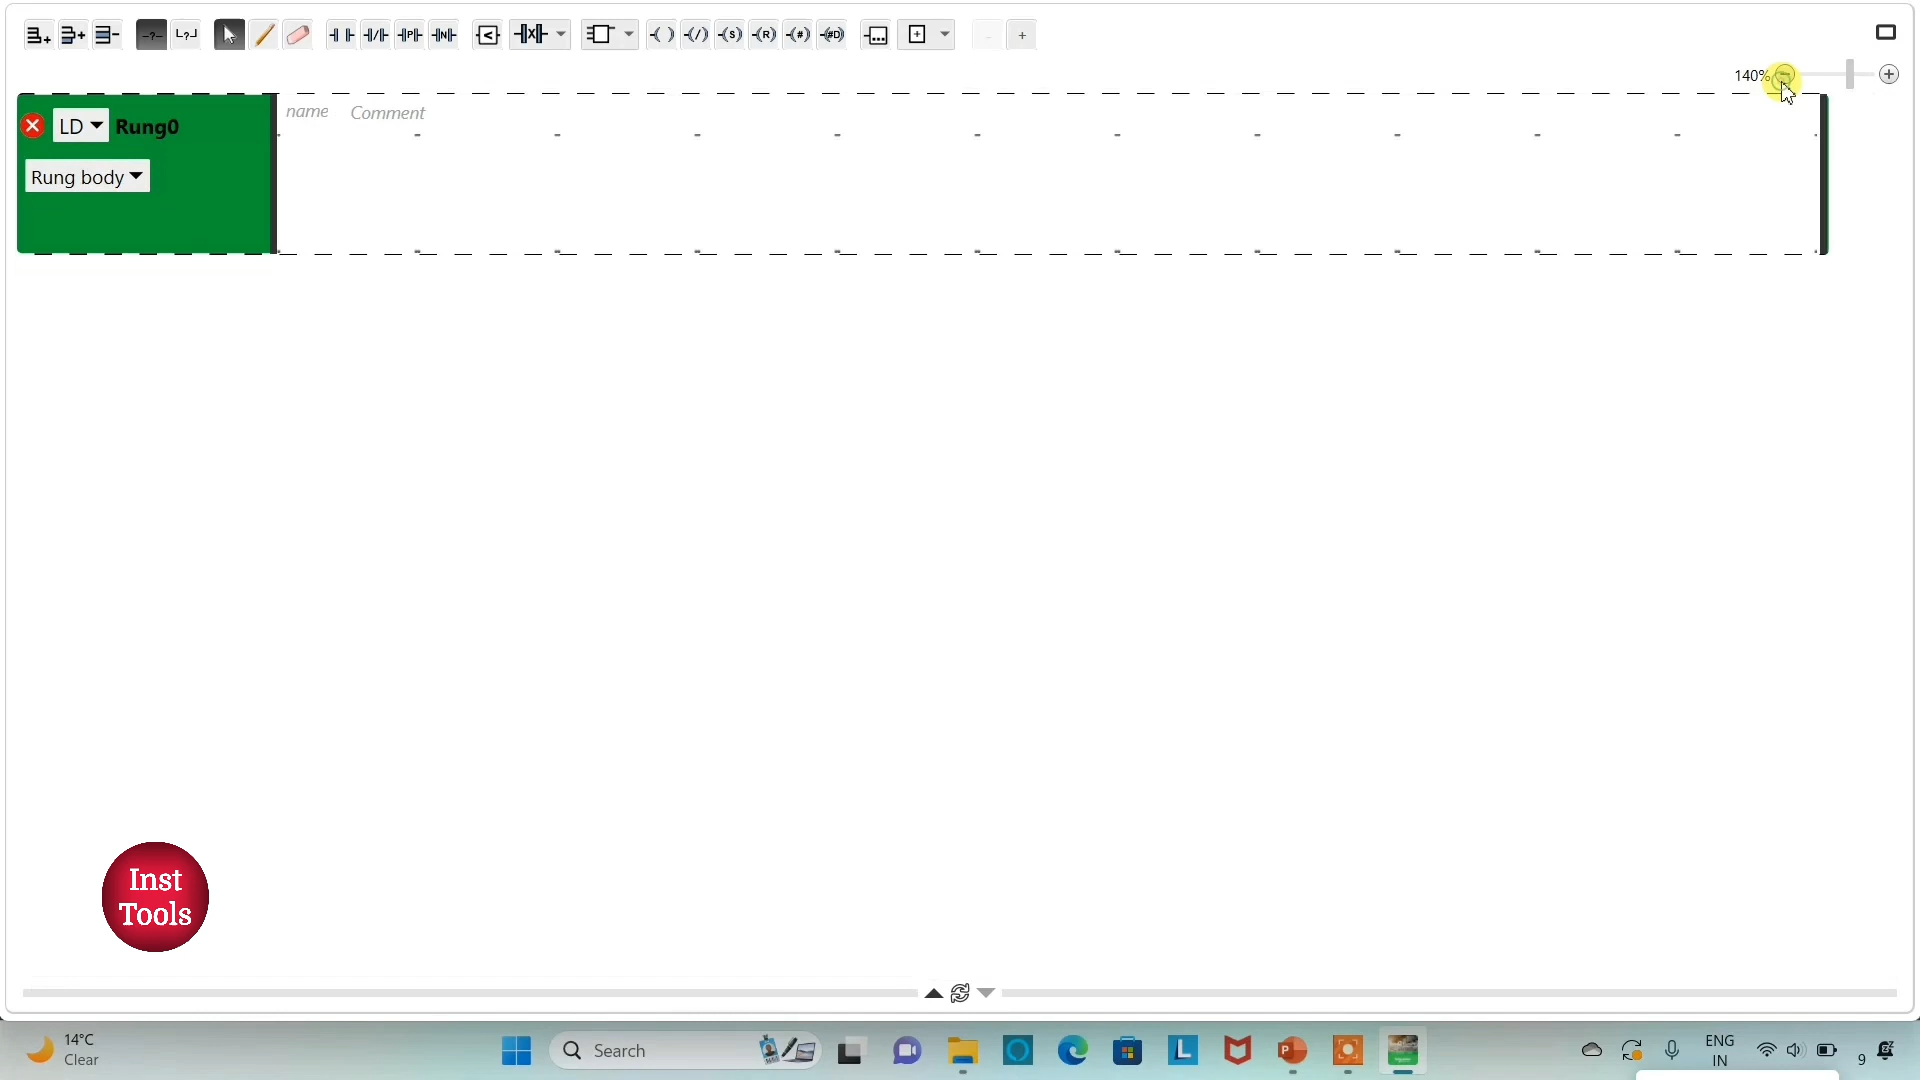 140%
LD Rung0
name Comment
Rung body
Inst
Tools
14°C
Clear
Search
ENG
IN
9